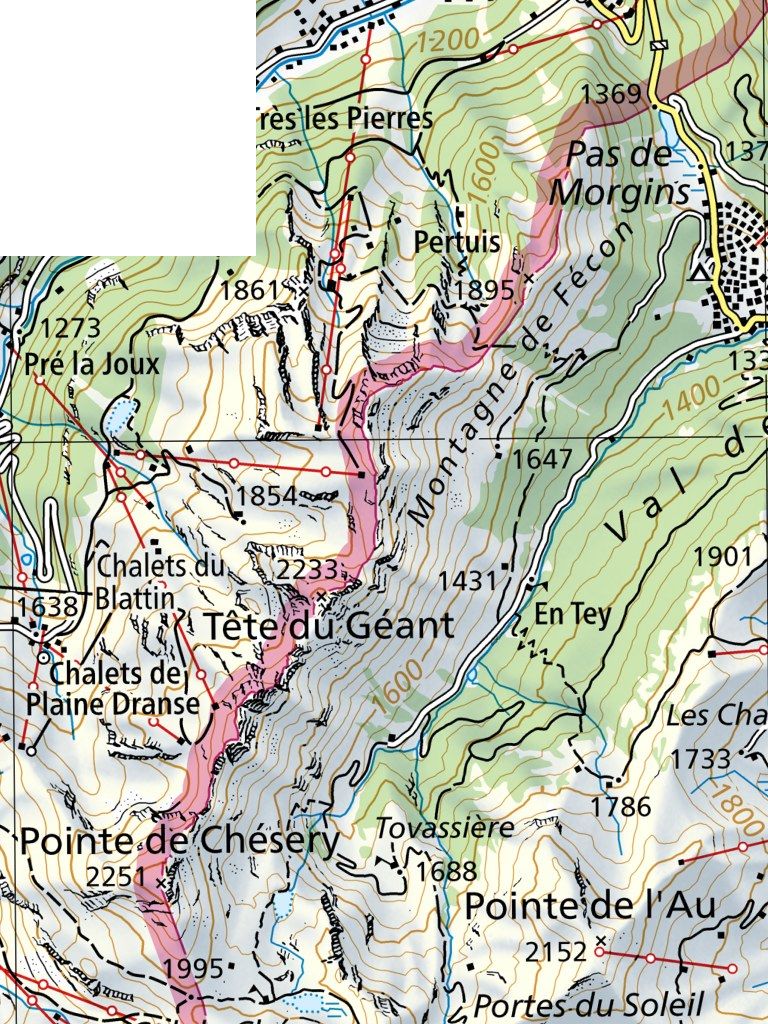 1200
1369
rès les Pierres
137
Pas de
Morgins
1600
Pertuis
1861
1895
Montagne de Fécon
1273
Pré la Joux
133
1400
Val de
1647
1854
1901
Chalets du
Blattin
2233
1431
1638
Tête du Géant
En Tey
Chalets de
Plaine Dranse
1600
Les Cha
1733
1800
1786
Pointe de Chésery
Tovassière
2251
1688
Pointe de l'Au
2152
1995
Portes du Soleil